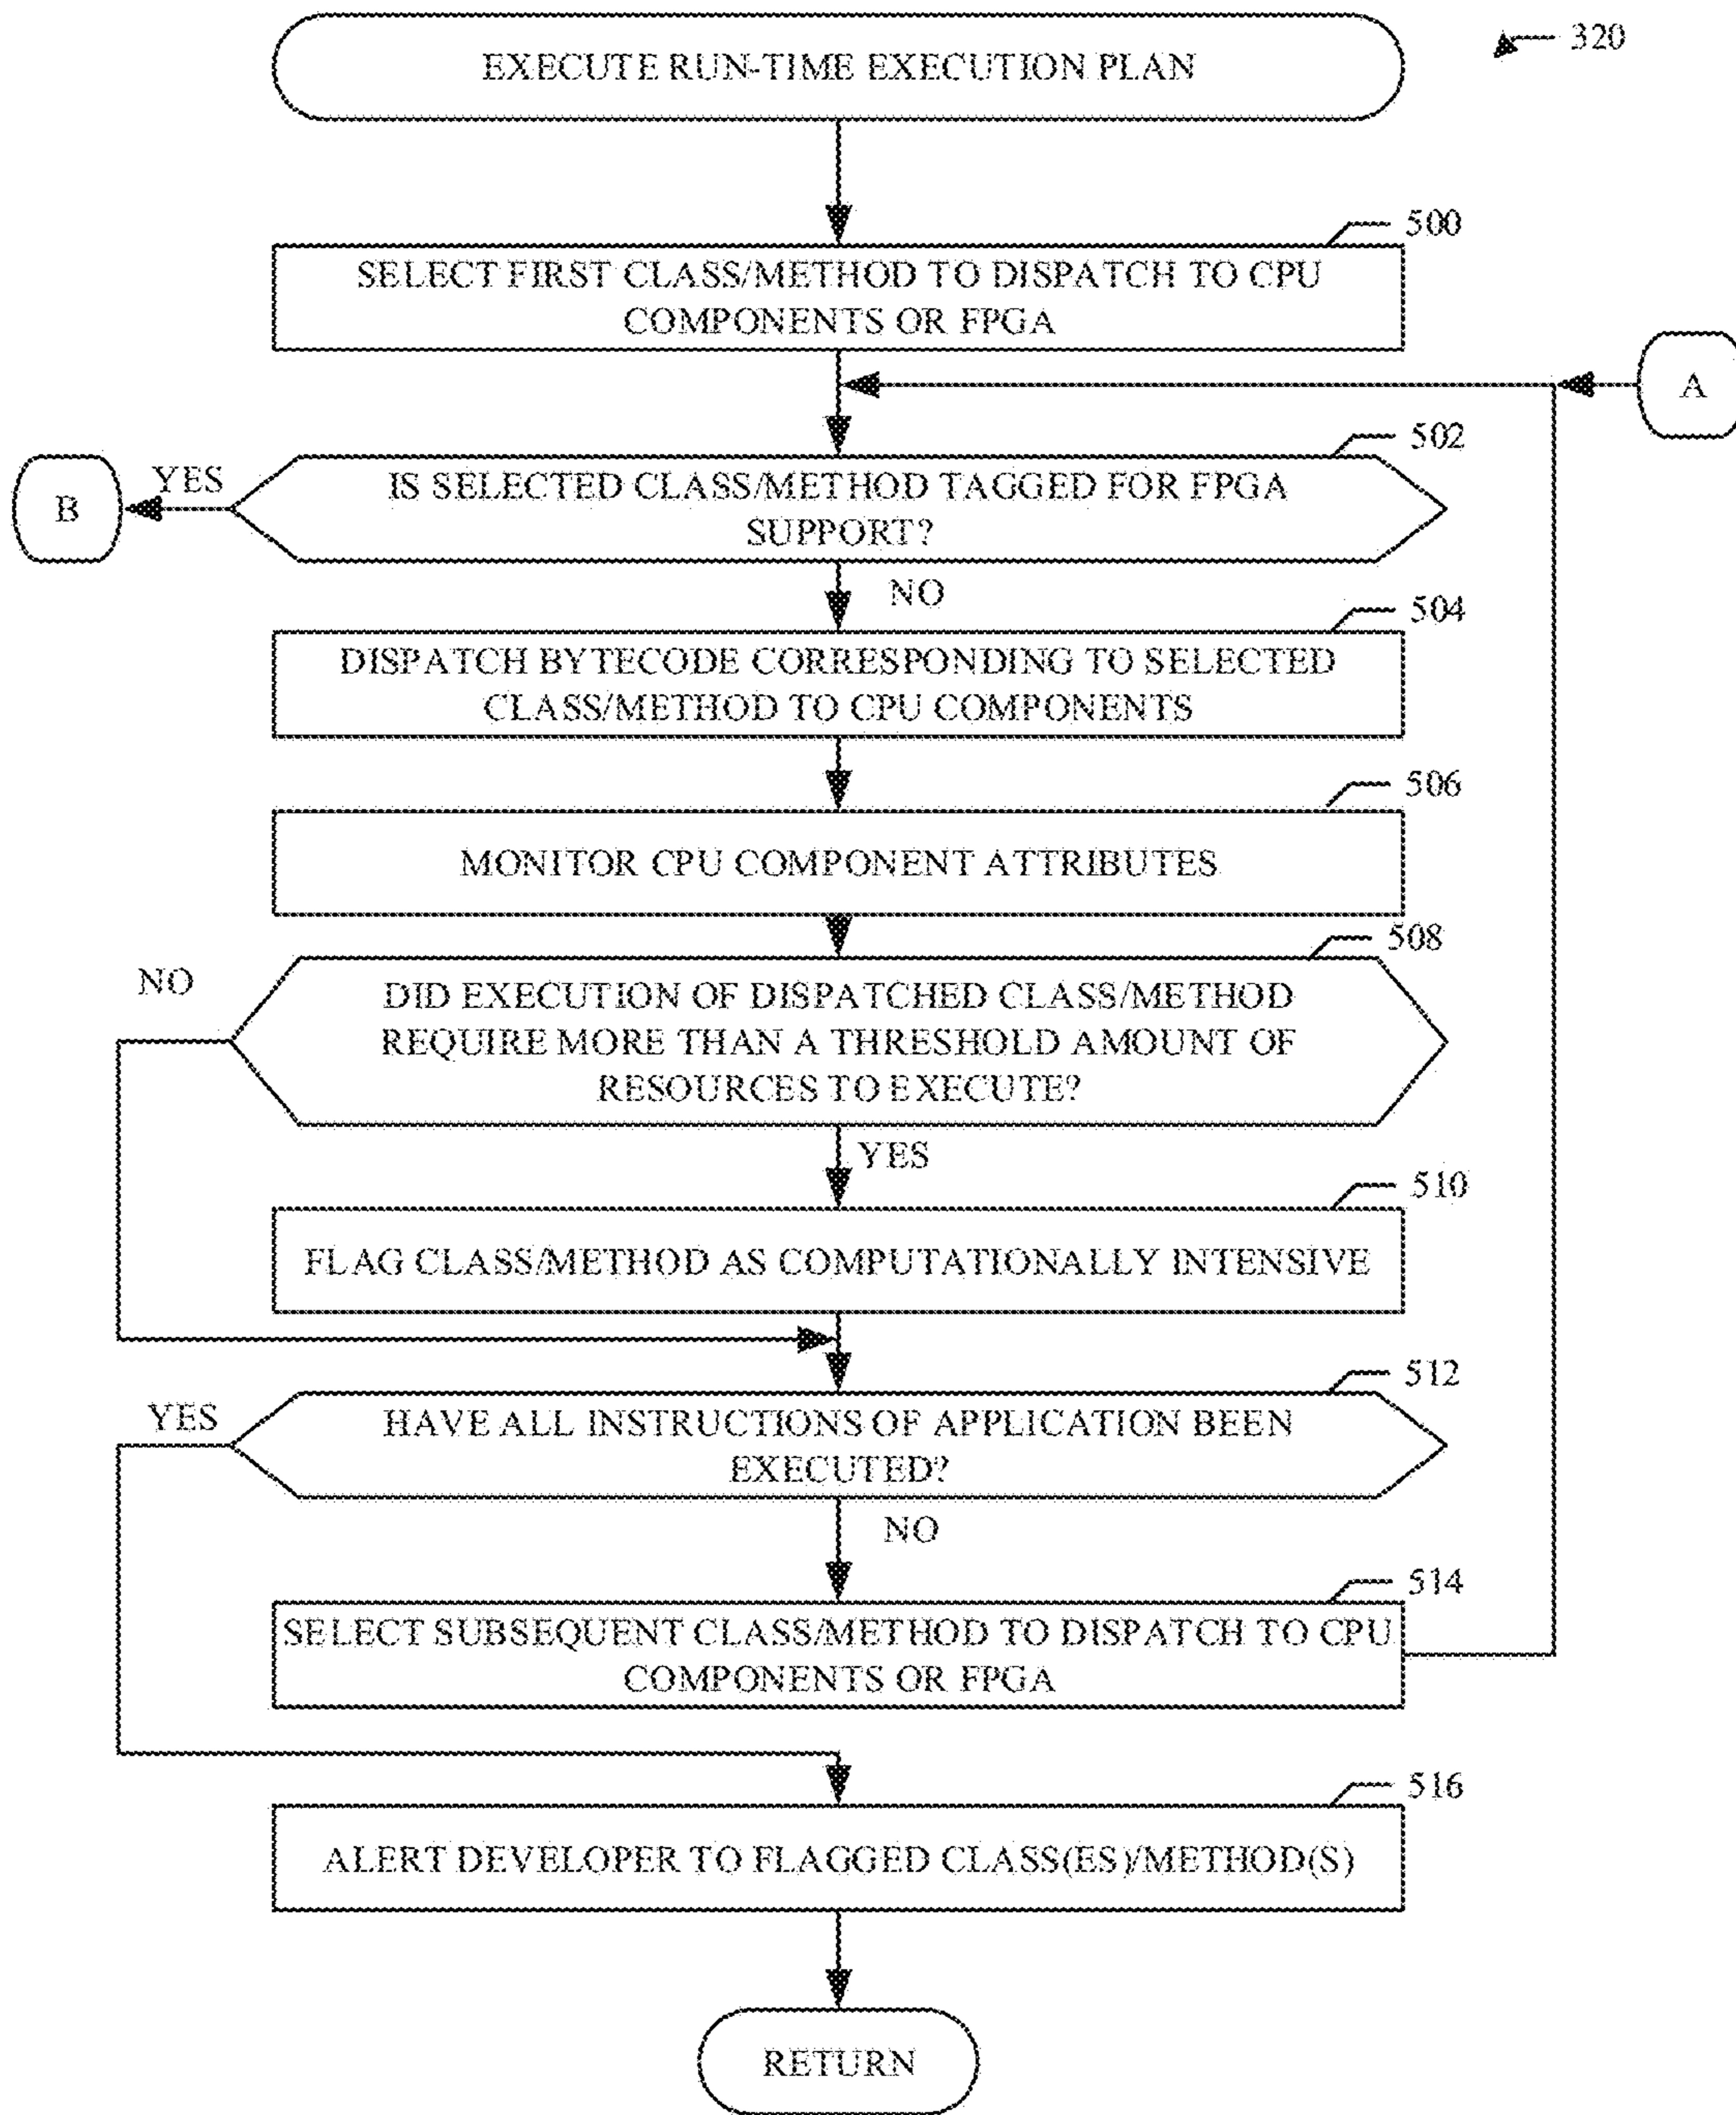 EXECUTE RUN-TIME EXECUTION PLAN
320
500
SELECT FIRST CLASS/METHOD TO DISPATCH TO CPU
COMPONENTS OR FPGA
A
502
B
YES
IS SELECTED CLASS/METHOD TAGGED FOR FPGA
SUPPORT?
NO
504
DISPATCH BYTECODE CORRESPONDING TO SELECTED
CLASS/METHOD TO CPU COMPONENTS
506
MONITOR CPU COMPONENT ATTRIBUTES
508
NO
DID EXECUTION OF DISPATCHED CLASS/METHOD
REQUIRE MORE THAN A THRESHOLD AMOUNT OF
RESOURCES TO EXECUTE?
YES
510
FLAG CLASS/METHOD AS COMPUTATIONALLY INTENSIVE
512
YES
HAVE ALL INSTRUCTIONS OF APPLICATION BEEN
EXECUTED?
NO
514
SELECT SUBSEQUENT CLASS/METHOD TO DISPATCH TO CPU
COMPONENTS OR FPGA
516
ALERT DEVELOPER TO FLAGGED CLASS(ES)/METHOD(S)
RETURN